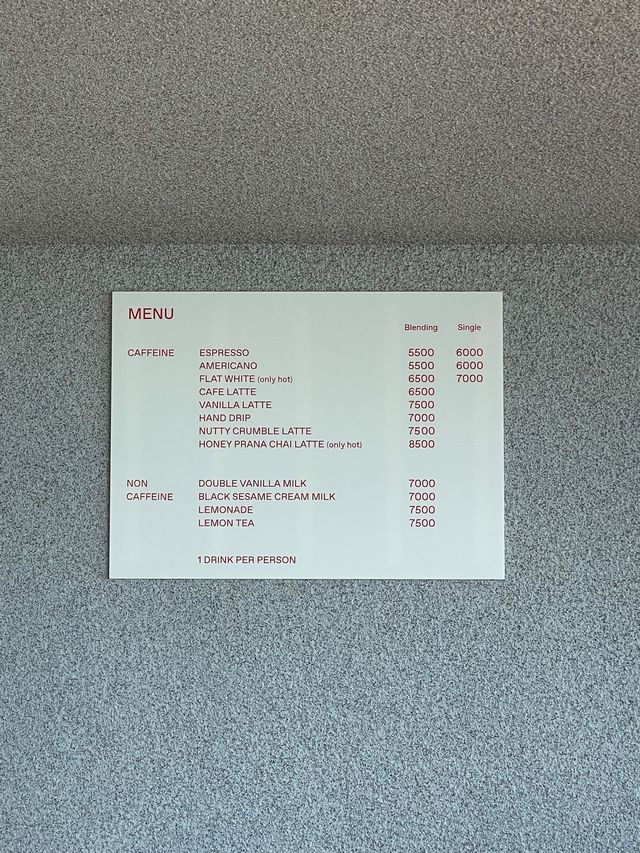 MENU
Blending Single
CAFFEINE ESPRESSO 5500 6000
AMERICANO 5500 6000
FLAT WHITE (only hot) 6500 7000
CAFE LATTE 6500
VANILLA LATTE 7500
HAND DRIP 7000
NUTTY CRUMBLE LATTE 7500
HONEY PRANA CHAI LATTE (only hot) 8500
NON DOUBLE VANILLA MILK 7000
CAFFEINE BLACK SESAME CREAM MILK 7000
LEMONADE 7500
LEMON TEA 7500
1 DRINK PER PERSON